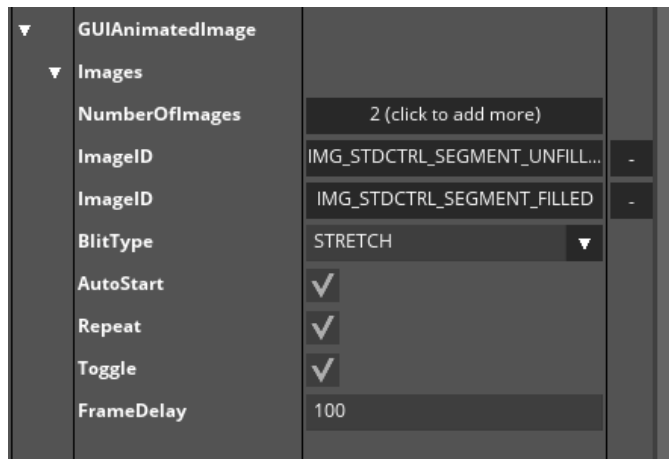 GUIAnimatedImage
Images
NumberOfImages 2 (click to add more)
ImageID IMG_STDCTRL_SEGMENT_UNFILL... -
ImageID IMG_STDCTRL_SEGMENT_FILLED -
BlitType STRETCH
AutoStart
Repeat
Toggle
FrameDelay 100